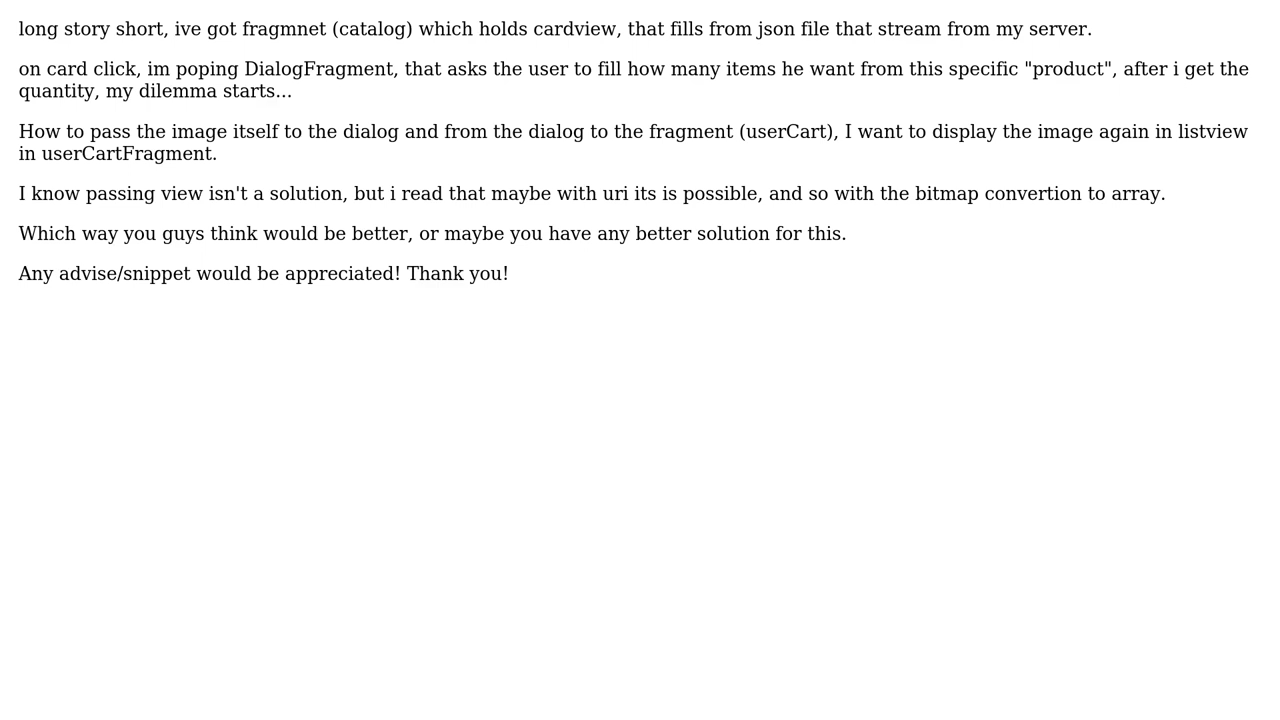 long story short, ive got fragmnet (catalog) which holds cardview, that fills from json file that stream from my server.
on card click, im poping DialogFragment, that asks the user to fill how many items he want from this specific "product", after i get the
quantity, my dilemma starts...
How to pass the image itself to the dialog and from the dialog to the fragment (userCart), I want to display the image again in listview
in userCartFragment.
I know passing view isn't a solution, but i read that maybe with uri its is possible, and so with the bitmap convertion to array.
Which way you guys think would be better, or maybe you have any better solution for this.
Any advise/snippet would be appreciated! Thank you!